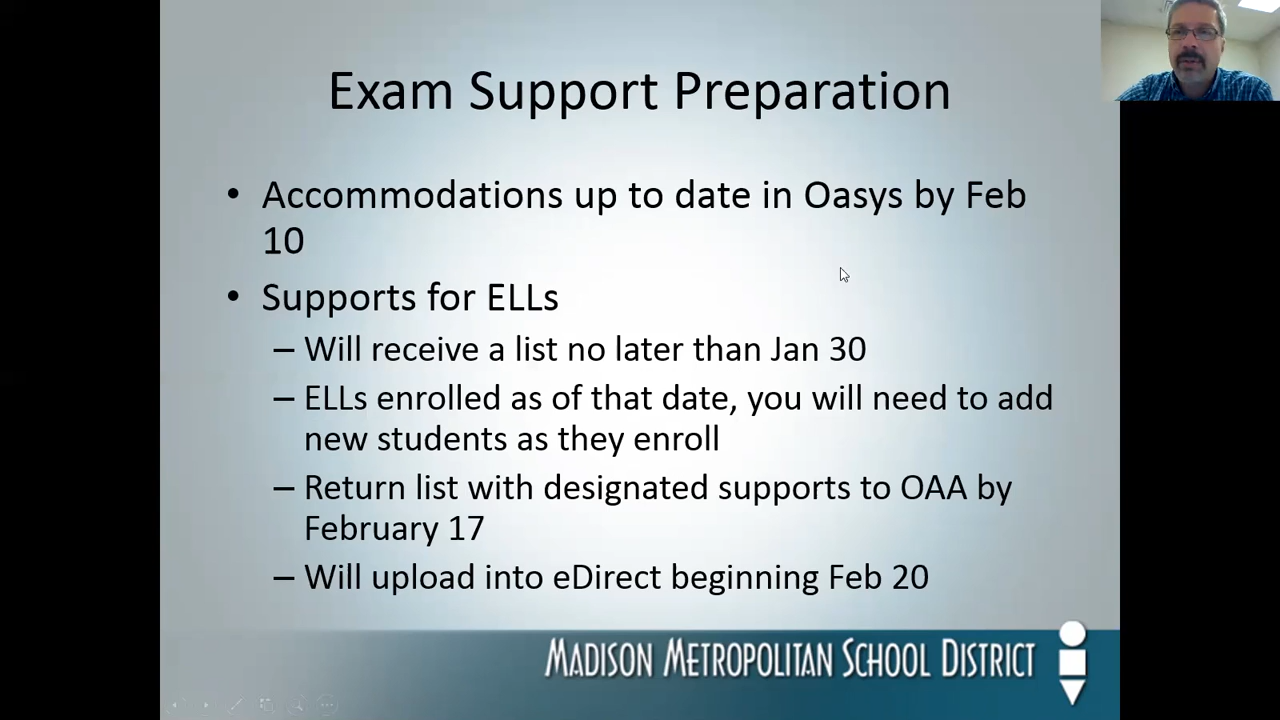 Exam Support Preparation
• Accommodations up to date in Oasys by Feb
10
• Supports for ELLs
– Will receive a list no later than Jan 30
– ELLs enrolled as of that date, you will need to add
new students as they enroll
– Return list with designated supports to OAA by
February 17
– Will upload into eDirect beginning Feb 20
MADISON METROPOLITAN SCHOOL DISTRICT